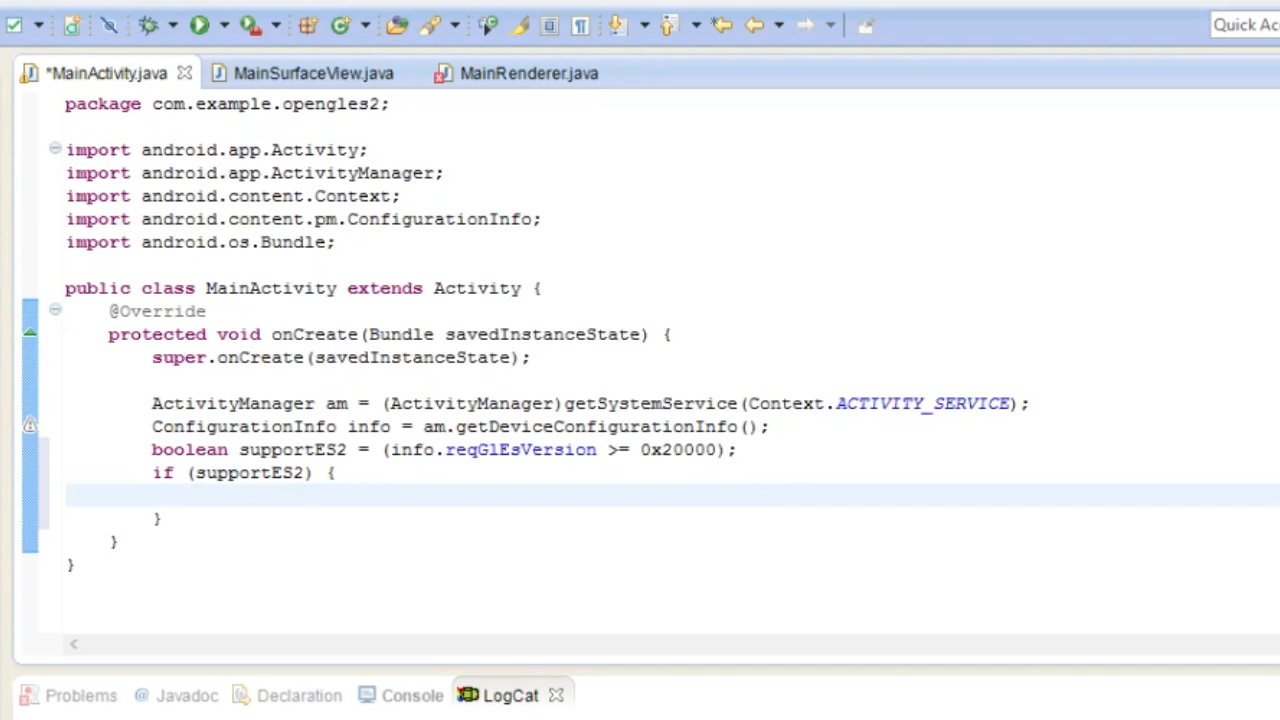 Quick Ac
*MainActivity.java MainSurfaceView.java MainRenderer.java
package com.example.opengles2;
import android.app.Activity;
import android.app.ActivityManager;
import android.content.Context;
import android.content.pm.ConfigurationInfo;
import android.os.Bundle;
public class MainActivity extends Activity {
@Override
protected void onCreate(Bundle savedInstanceState) {
super.onCreate(savedInstanceState);
ActivityManager am = (ActivityManager)getSystemService(Context.ACTIVITY_SERVICE);
ConfigurationInfo info = am.getDeviceConfigurationInfo();
boolean supportES2 = (info.reqGlEsVersion >= 0x20000);
if (supportES2) {
}
}
}
Problems @ Javadoc Declaration Console LogCat